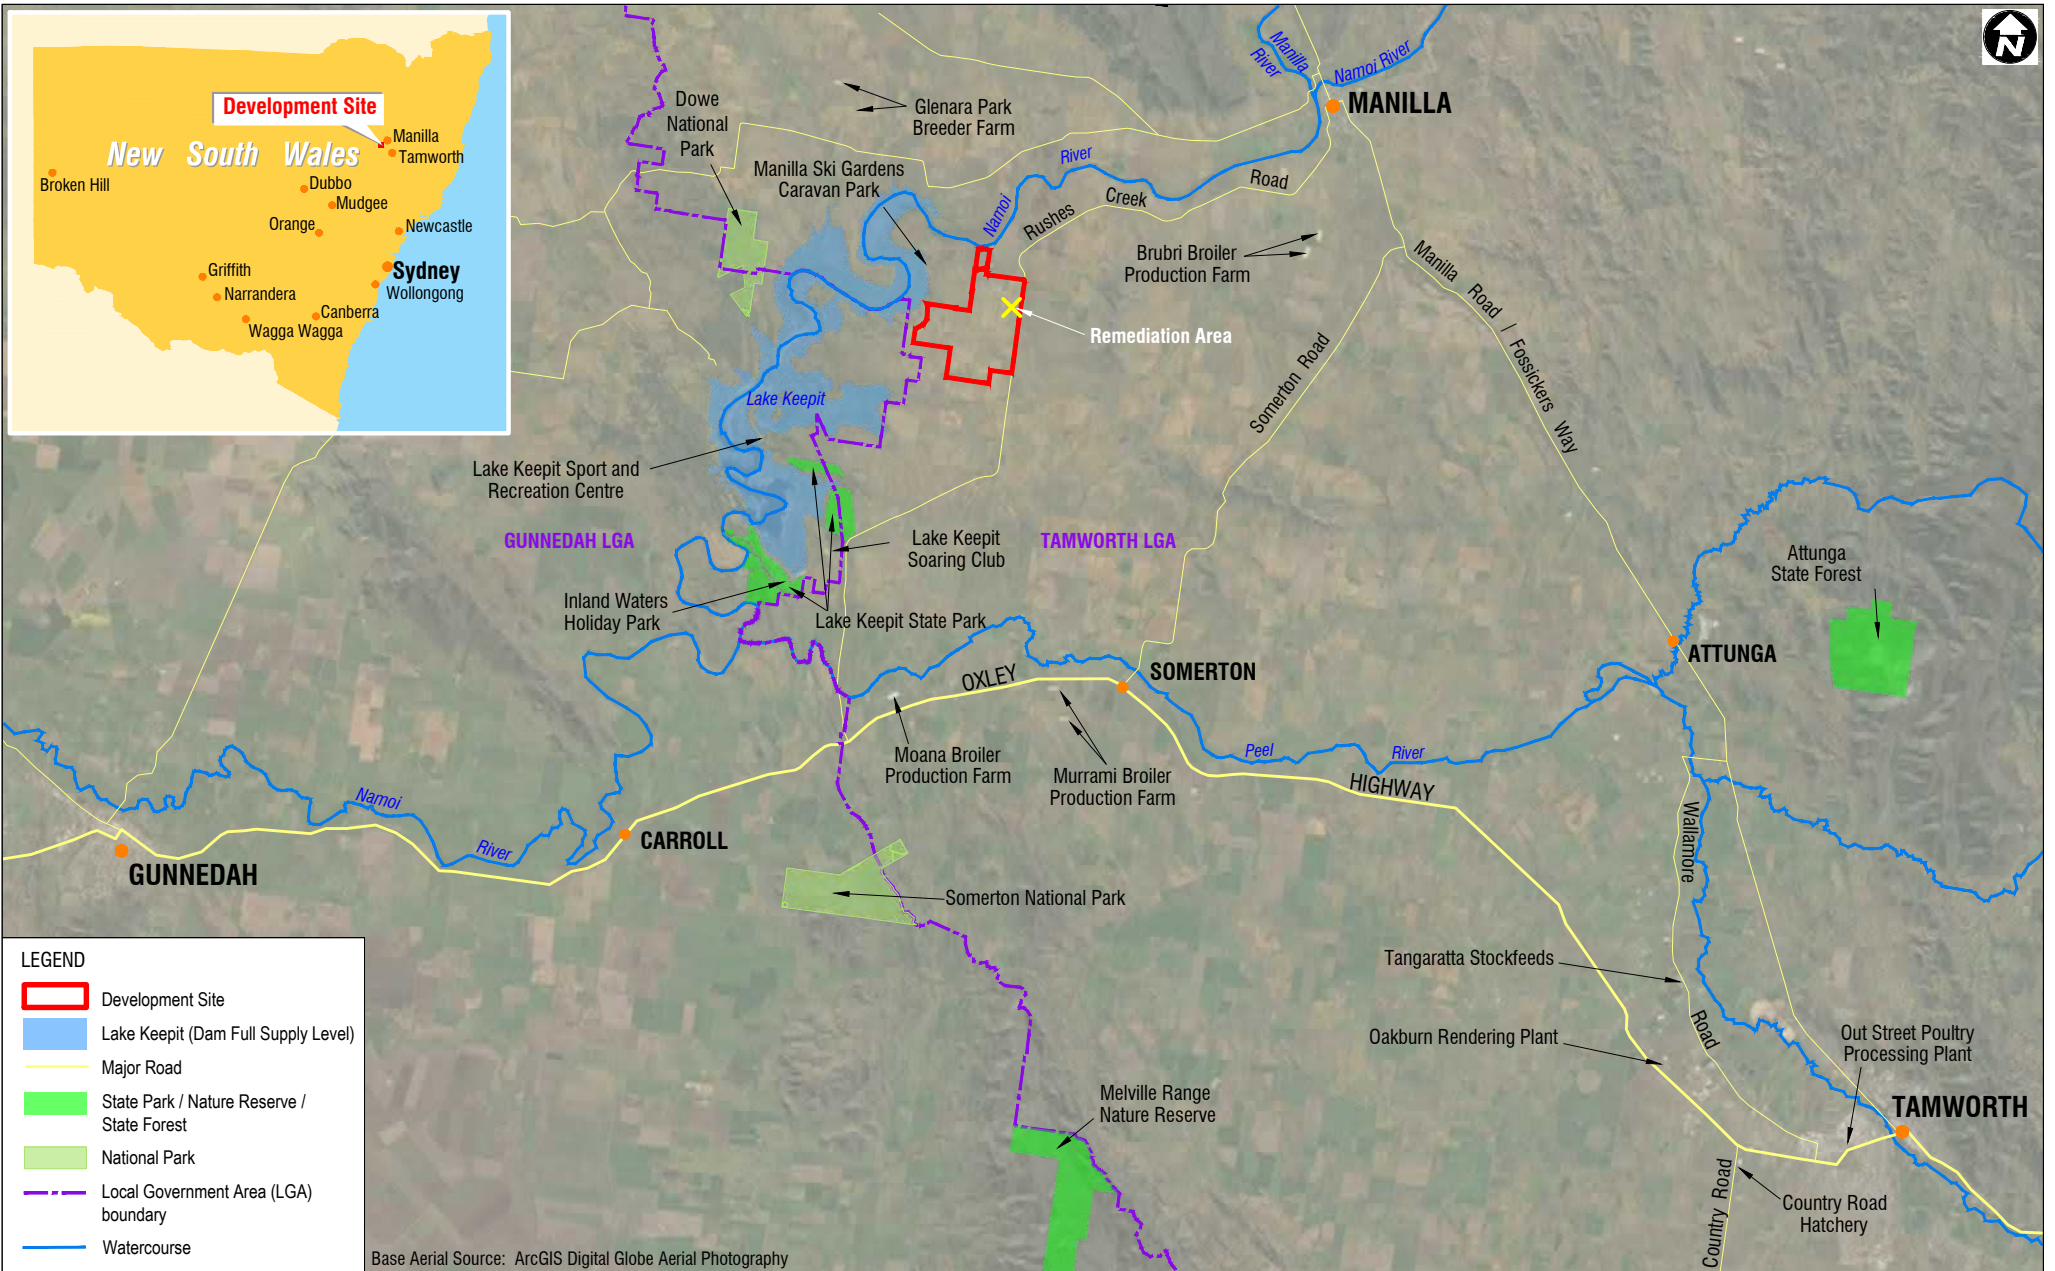 Development Site
New South Wales
Manilla
Tamworth
Broken Hill
Dubbo
Mudgee
Orange
Newcastle
Sydney
Wollongong
Griffith
Narrandera
Canberra
Wagga Wagga
N
Dowe
National
Park
Glenara Park
Breeder Farm
Manilla
River
Namoi River
MANILLA
Manilla Ski Gardens
Caravan Park
River
Namoi
Rushes
Creek
Road
Brubri Broiler
Production Farm
Manilla Road / Fossickers Way
Remediation Area
Somerton Road
Lake Keepit
Lake Keepit Sport and
Recreation Centre
GUNNEDAH LGA
Lake Keepit
Soaring Club
TAMWORTH LGA
Attunga
State Forest
Inland Waters
Holiday Park
Lake Keepit State Park
OXLEY
SOMERTON
ATTUNGA
Moana Broiler
Production Farm
Murrami Broiler
Production Farm
Peel
River
HIGHWAY
Namoi
River
CARROLL
GUNNEDAH
Wallamore
Road
Somerton National Park
Tangaratta Stockfeeds
Oakburn Rendering Plant
Out Street Poultry
Processing Plant
TAMWORTH
Melville Range
Nature Reserve
Country Road
Country Road
Hatchery
LEGEND
Development Site
Lake Keepit (Dam Full Supply Level)
Major Road
State Park / Nature Reserve /
State Forest
National Park
Local Government Area (LGA)
boundary
Watercourse
Base Aerial Source: ArcGIS Digital Globe Aerial Photography